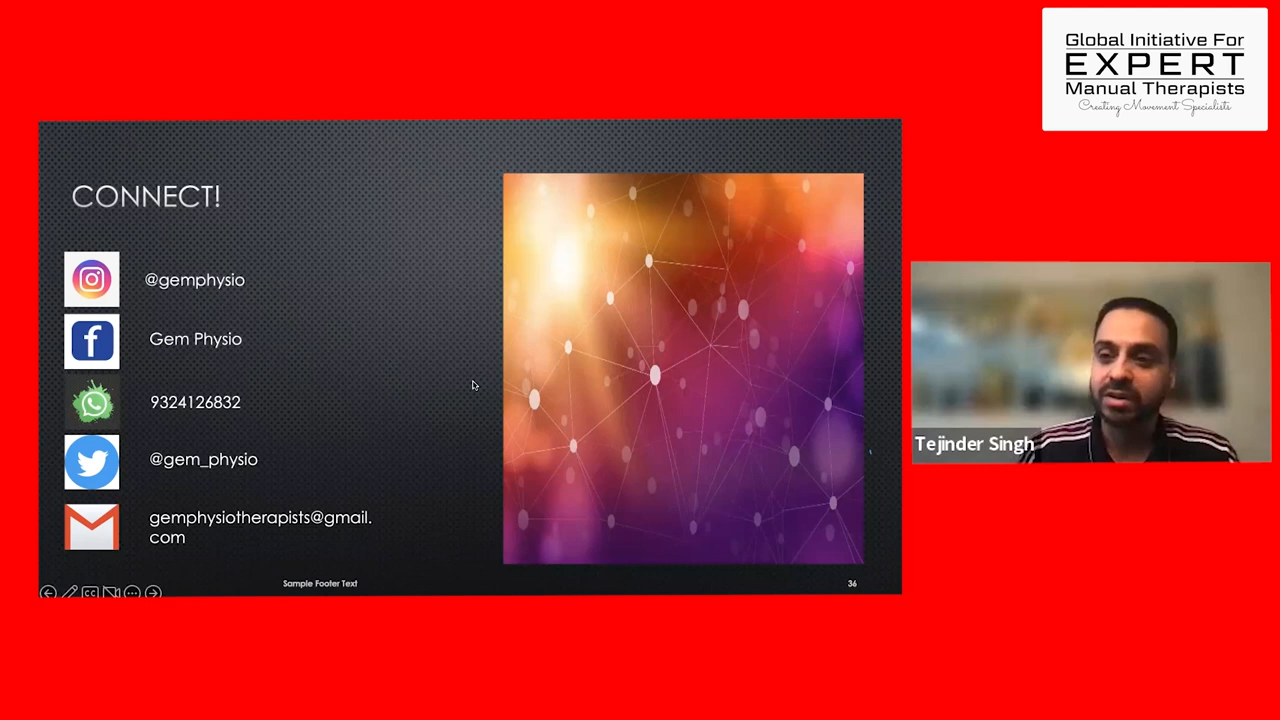 Global Initiative For
EXPERT
Manual Therapists
Creating Movement Specialists
CONNECT!
@gemphysio
f
Gem Physio
9324126832
@gem_physio
gemphysiotherapists@gmail.
com
Sample Footer Text
36
CC
Tejinder Singh